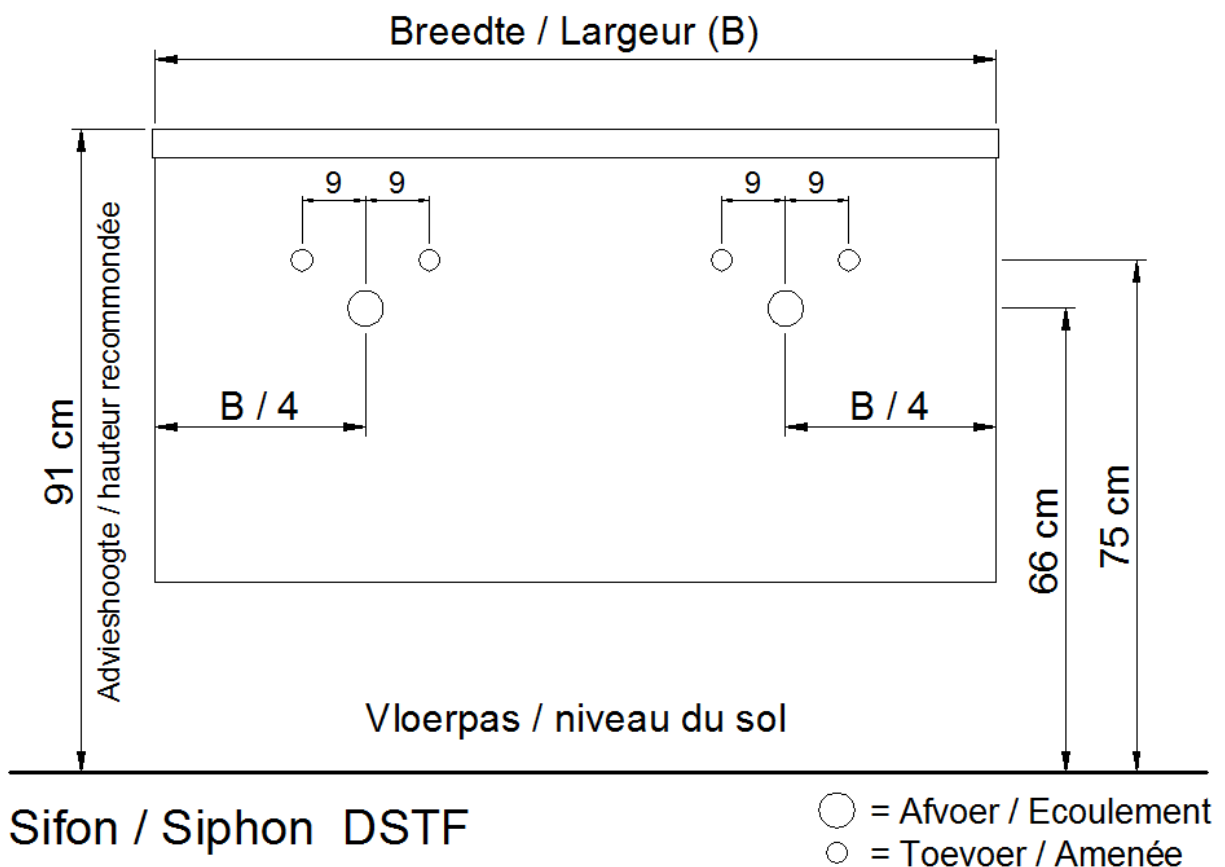 Breedte / Largeur (B)
9 9 9 9
B / 4 B / 4
91 cm
Advieshoogte / hauteur recommondée
66 cm
75 cm
Vloerpas / niveau du sol
Sifon / Siphon DSTF
= Afvoer / Ecoulement
= Toevoer / Amenée